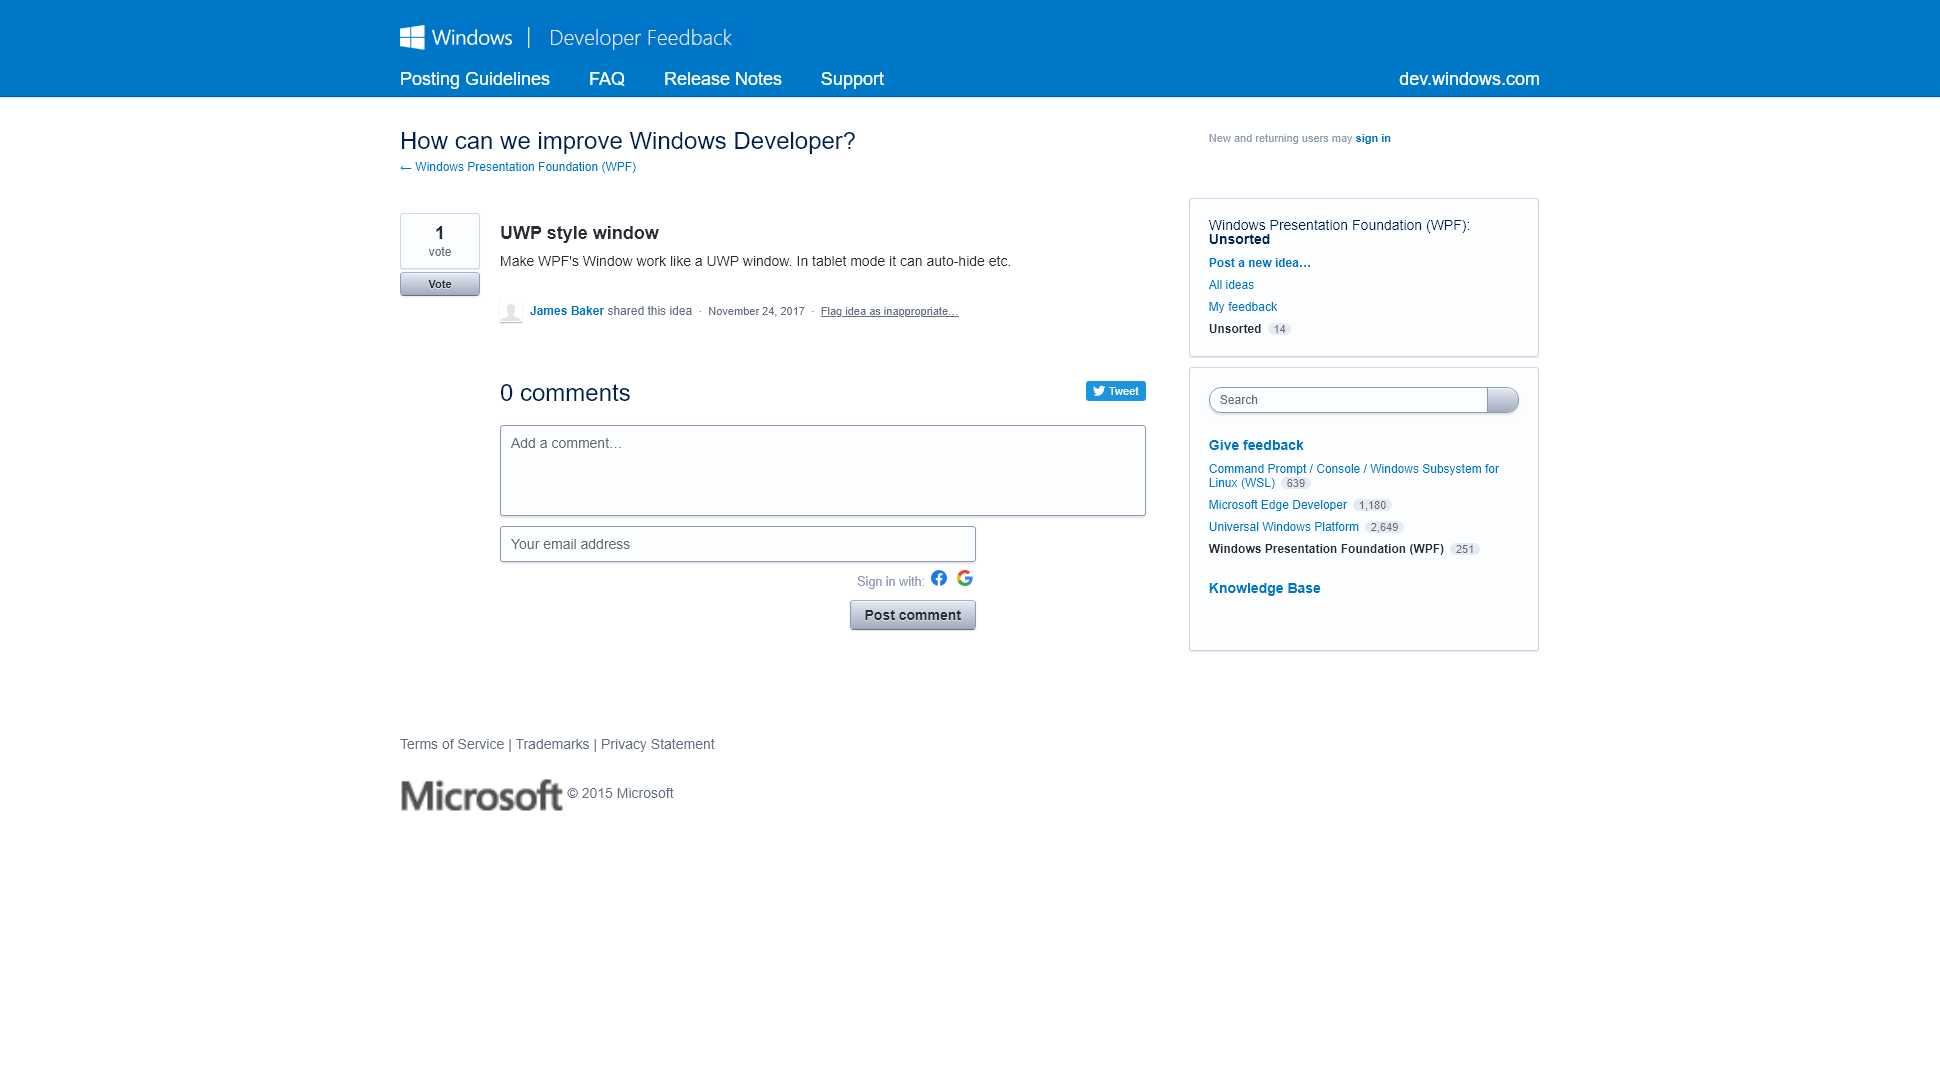 Windows | Developer Feedback
Posting Guidelines FAQ Release Notes Support dev.windows.com
How can we improve Windows Developer?
← Windows Presentation Foundation (WPF)
New and returning users may sign in
1
vote
Vote
UWP style window
Make WPF's Window work like a UWP window. In tablet mode it can auto-hide etc.
James Baker shared this idea · November 24, 2017 · Flag idea as inappropriate…
0 comments
Tweet
Add a comment…
Your email address
Sign in with:
Post comment
Windows Presentation Foundation (WPF):
Unsorted
Post a new idea…
All ideas
My feedback
Unsorted 14
Search
Give feedback
Command Prompt / Console / Windows Subsystem for
Linux (WSL) 639
Microsoft Edge Developer 1,180
Universal Windows Platform 2,649
Windows Presentation Foundation (WPF) 251
Knowledge Base
Terms of Service | Trademarks | Privacy Statement
Microsoft © 2015 Microsoft